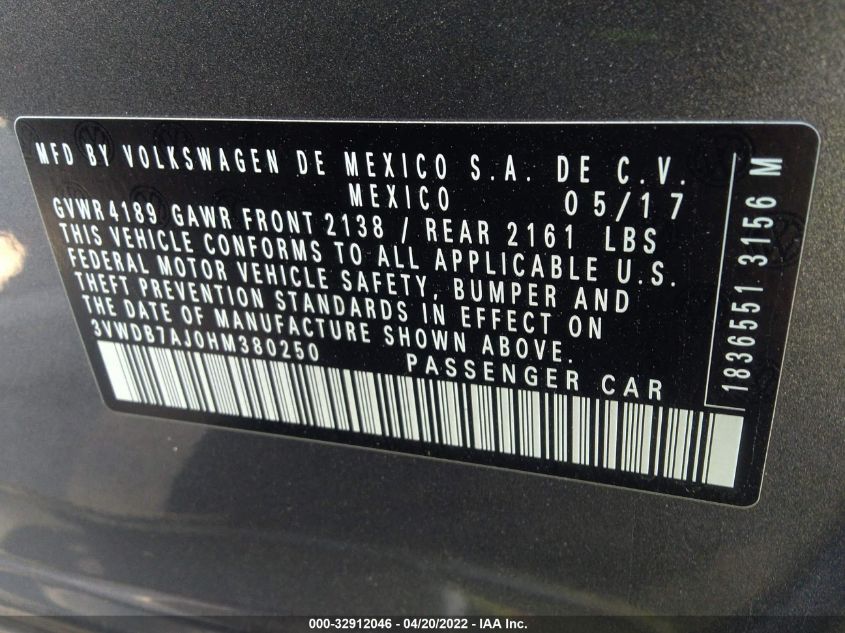 MFD BY VOLKSWAGEN DE MEXICO S.A. DE C.V.
MEXICO 05/17
GVWR 4189 GAWR FRONT 2138 / REAR 2161 LBS
THIS VEHICLE CONFORMS TO ALL APPLICABLE U.S.
FEDERAL MOTOR VEHICLE SAFETY, BUMPER AND
THEFT PREVENTION STANDARDS IN EFFECT ON
THE DATE OF MANUFACTURE SHOWN ABOVE.
3VWDB7AJ0HM380250
PASSENGER CAR
1836551 3156 M
000-32912046 - 04/20/2022 - IAA Inc.